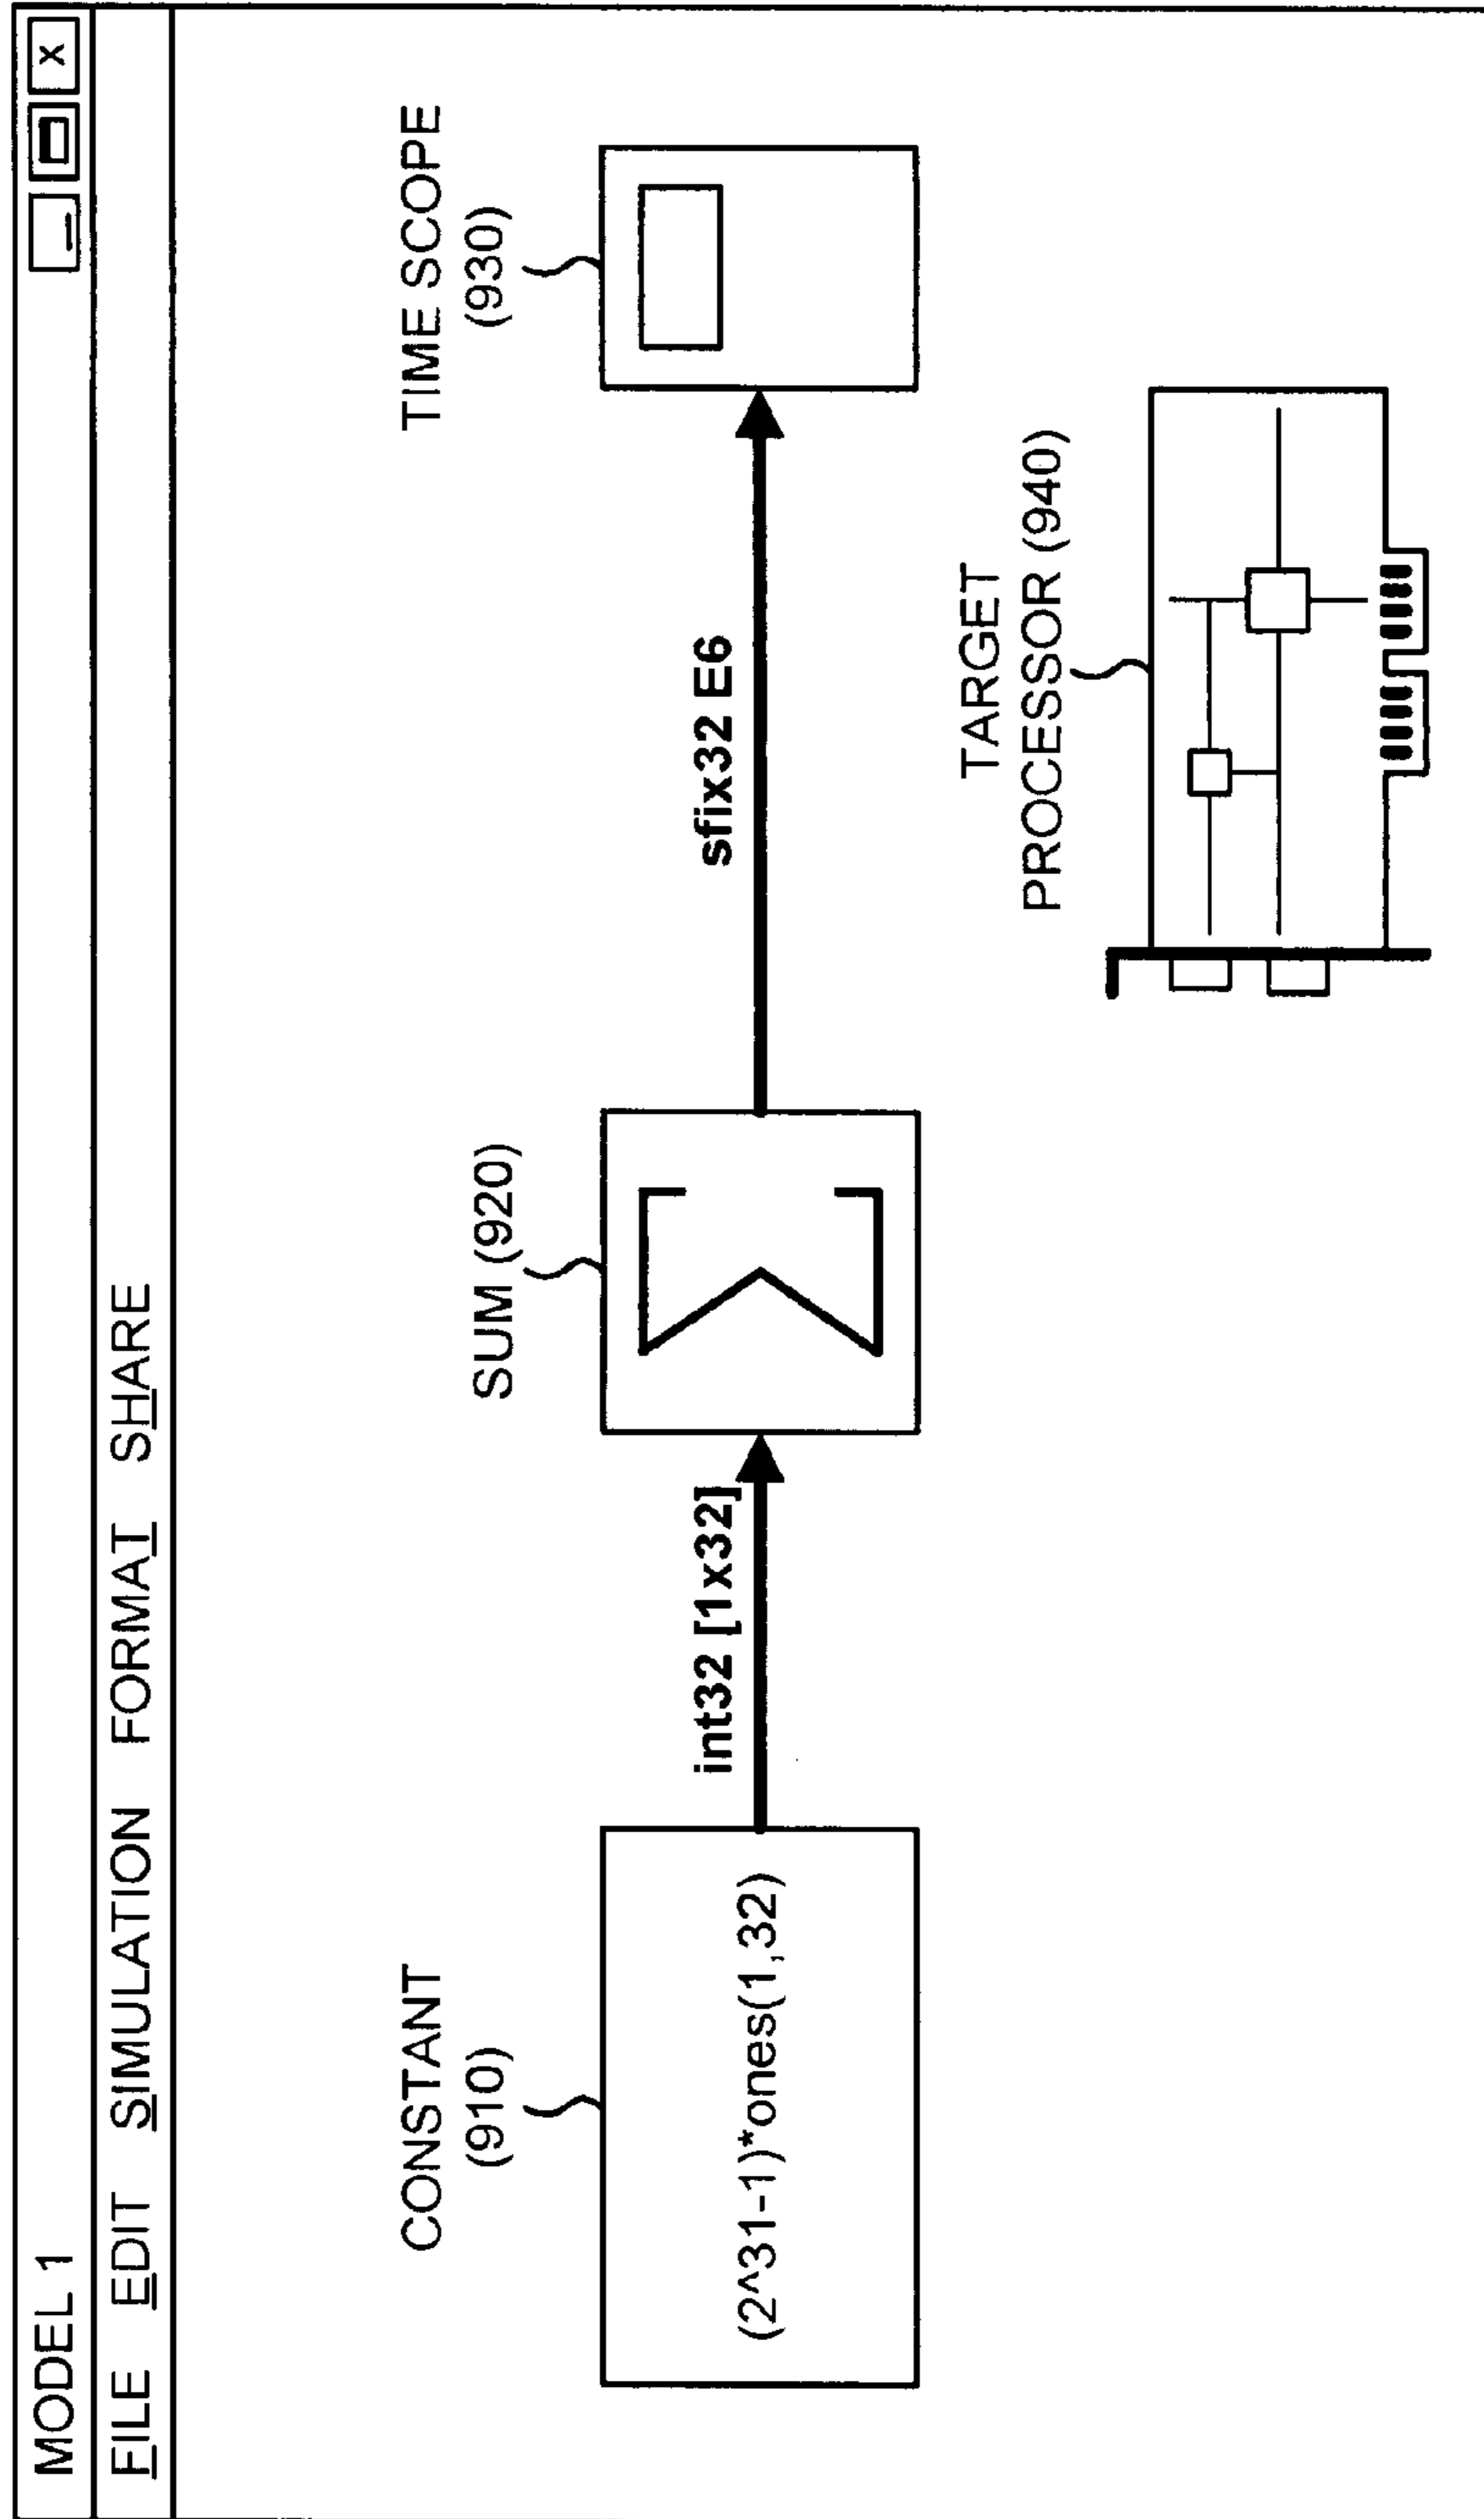 MODEL 1
X
FILE EDIT SIMULATION FORMAT SHARE
CONSTANT
(910)
(2^31-1)*ones(1,32)
int32 [1x32]
SUM (920)
sfix32 E6
TIME SCOPE
(930)
TARGET
PROCESSOR (940)